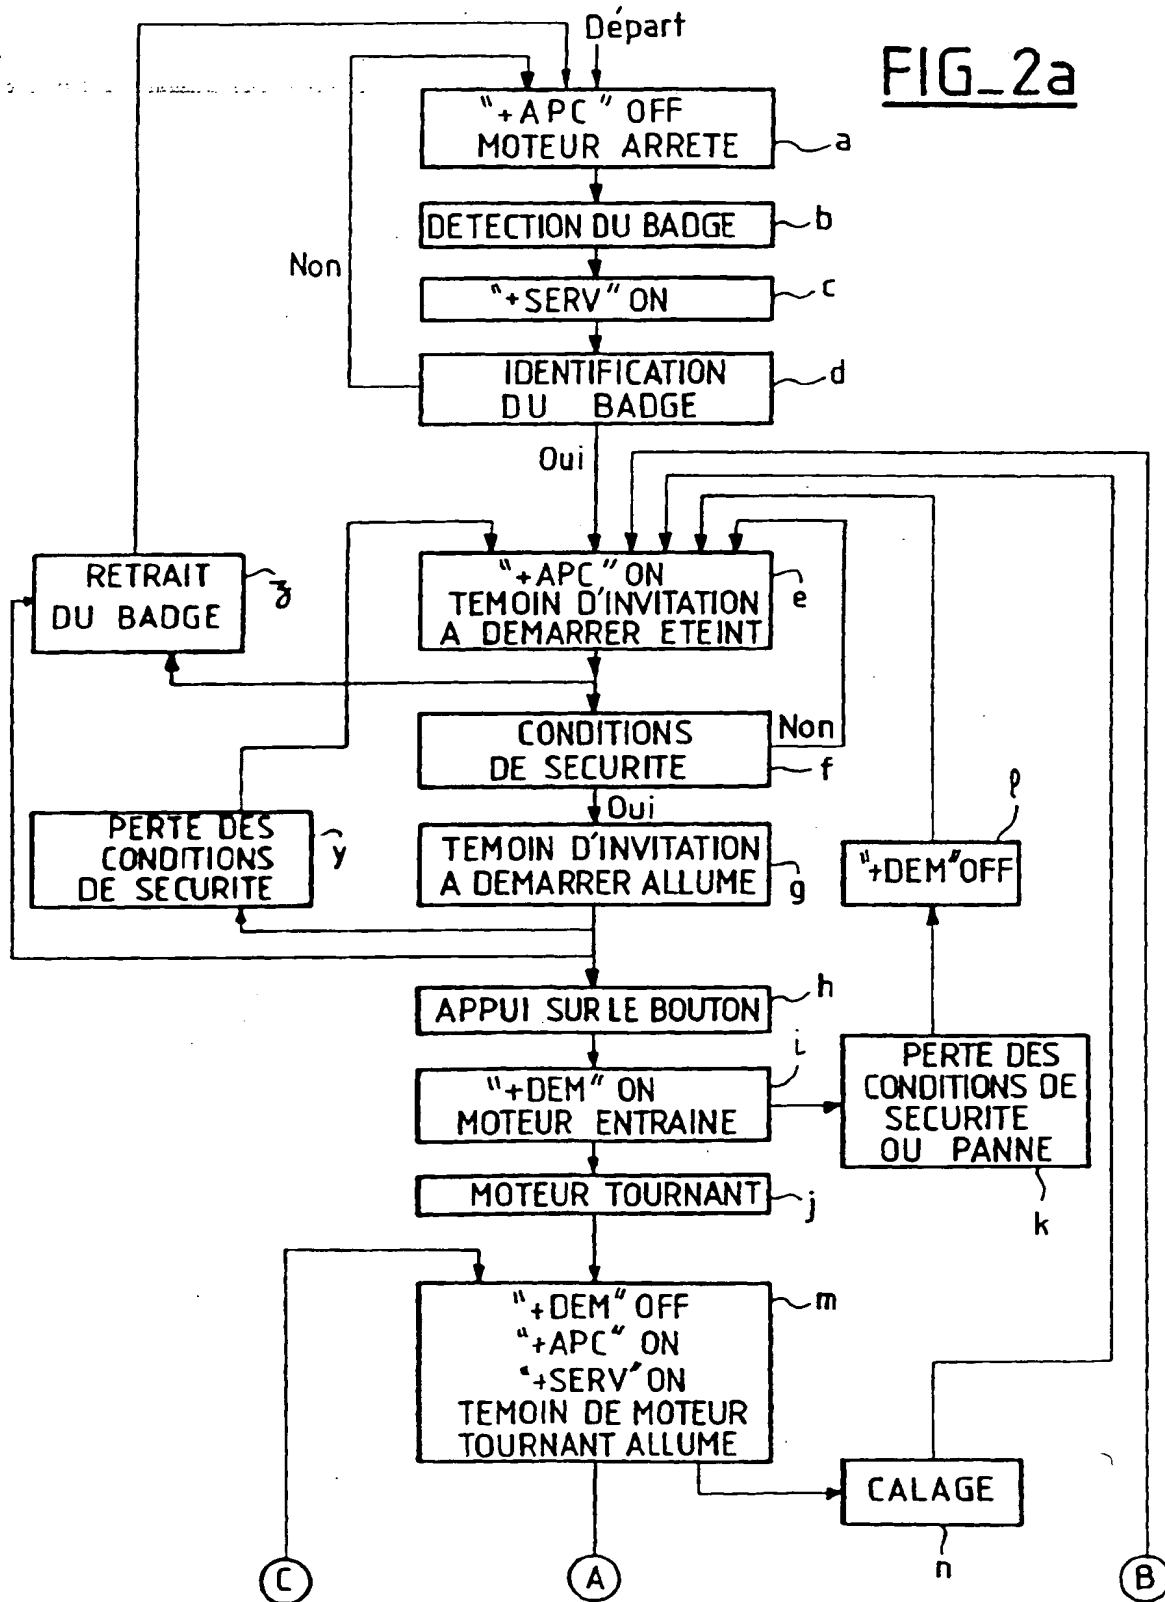 Départ
FIG_2a
"+APC" OFF
MOTEUR ARRETE
a
DETECTION DU BADGE
b
Non
"+SERV" ON
c
IDENTIFICATION
DU BADGE
d
Oui
RETRAIT
DU BADGE
z
"+APC" ON
TEMOIN D'INVITATION
A DEMARRER ETEINT
e
CONDITIONS
DE SECURITE
Non
f
Oui
PERTE DES
CONDITIONS
DE SECURITE
y
TEMOIN D'INVITATION
A DEMARRER ALLUME
g
l
"+DEM" OFF
APPUI SUR LE BOUTON
h
"+DEM" ON
MOTEUR ENTRAINE
i
PERTE DES
CONDITIONS DE
SECURITE
OU PANNE
k
MOTEUR TOURNANT
j
"+DEM" OFF
"+APC" ON
"+SERV" ON
TEMOIN DE MOTEUR
TOURNANT ALLUME
m
CALAGE
n
C
A
B